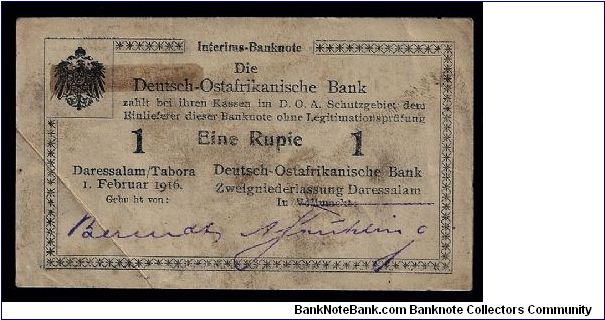 Interims-Banknote
Die
Deutsch-Ostafrikanische Bank
zahlt bei ihren Kassen im D. O. A. Schutzgebiet dem
Einlieferer dieser Banknote ohne Legitimationsprüfung
1 Eine Rupie 1
Daressalam/Tabora
1. Februar 1916.
Gebucht von:
Deutsch-Ostafrikanische Bank
Zweigniederlassung Daressalam
In Vollmacht:
Berendt
BankNoteBank.com Banknote Collectors Community